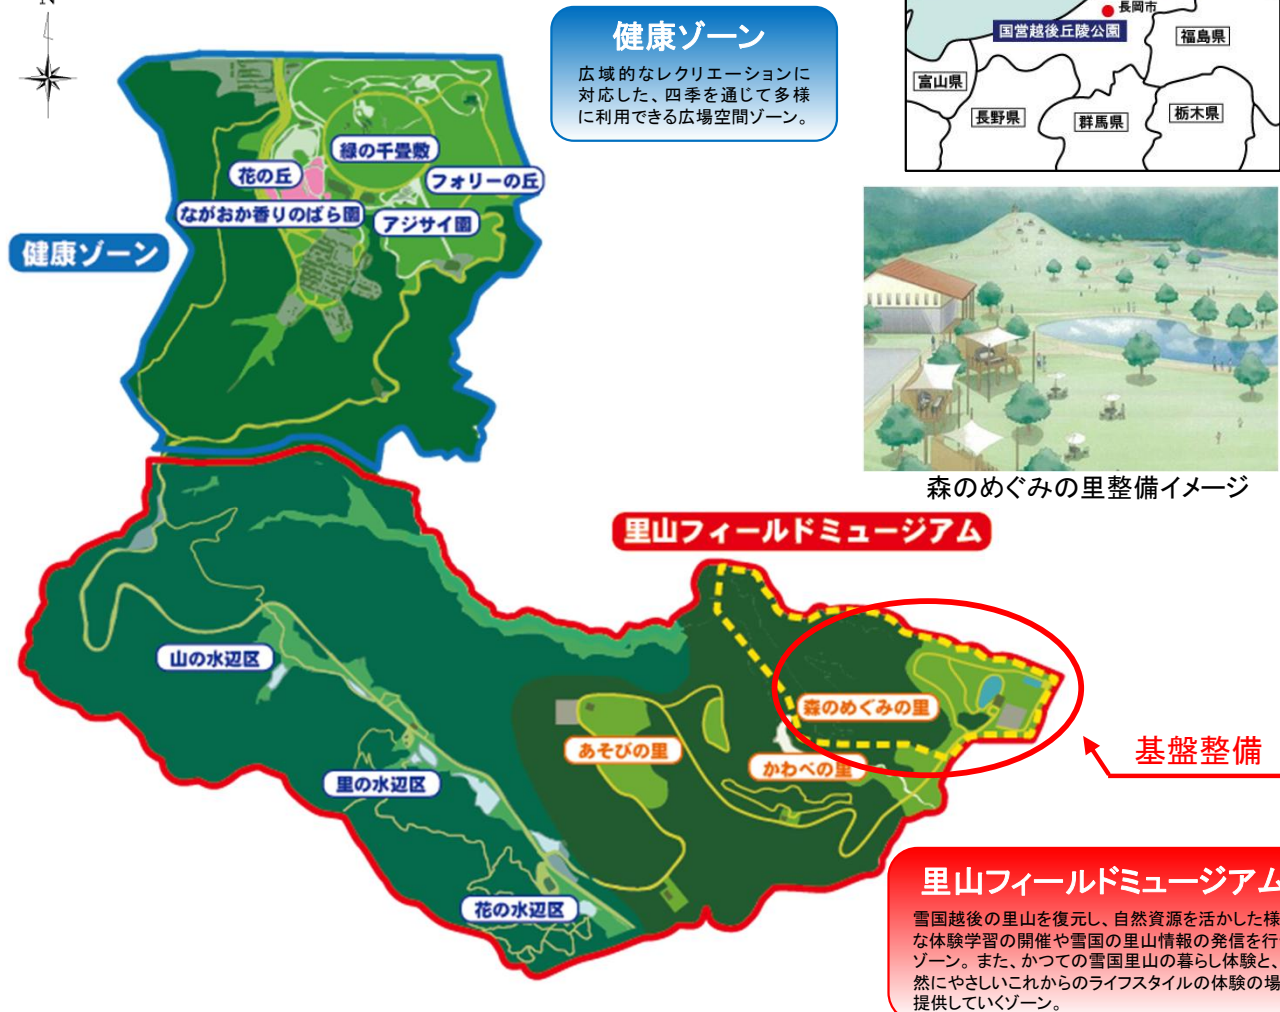 N
健康ゾーン
広域的なレクリエーションに
対応した、四季を通じて多様
に利用できる広場空間ゾーン。
長岡市
国営越後丘陵公園
福島県
富山県
長野県
群馬県
栃木県
緑の千畳敷
花の丘
フォリーの丘
ながおか香りのばら園
アジサイ園
健康ゾーン
森のめぐみの里整備イメージ
里山フィールドミュージアム
山の水辺区
森のめぐみの里
あそびの里
かわべの里
里の水辺区
花の水辺区
基盤整備
里山フィールドミュージアム
雪国越後の里山を復元し、自然資源を活かした様
な体験学習の開催や雪国の里山情報の発信を行
ゾーン。また、かつての雪国里山の暮らし体験と、
然にやさしいこれからのライフスタイルの体験の場
提供していくゾーン。